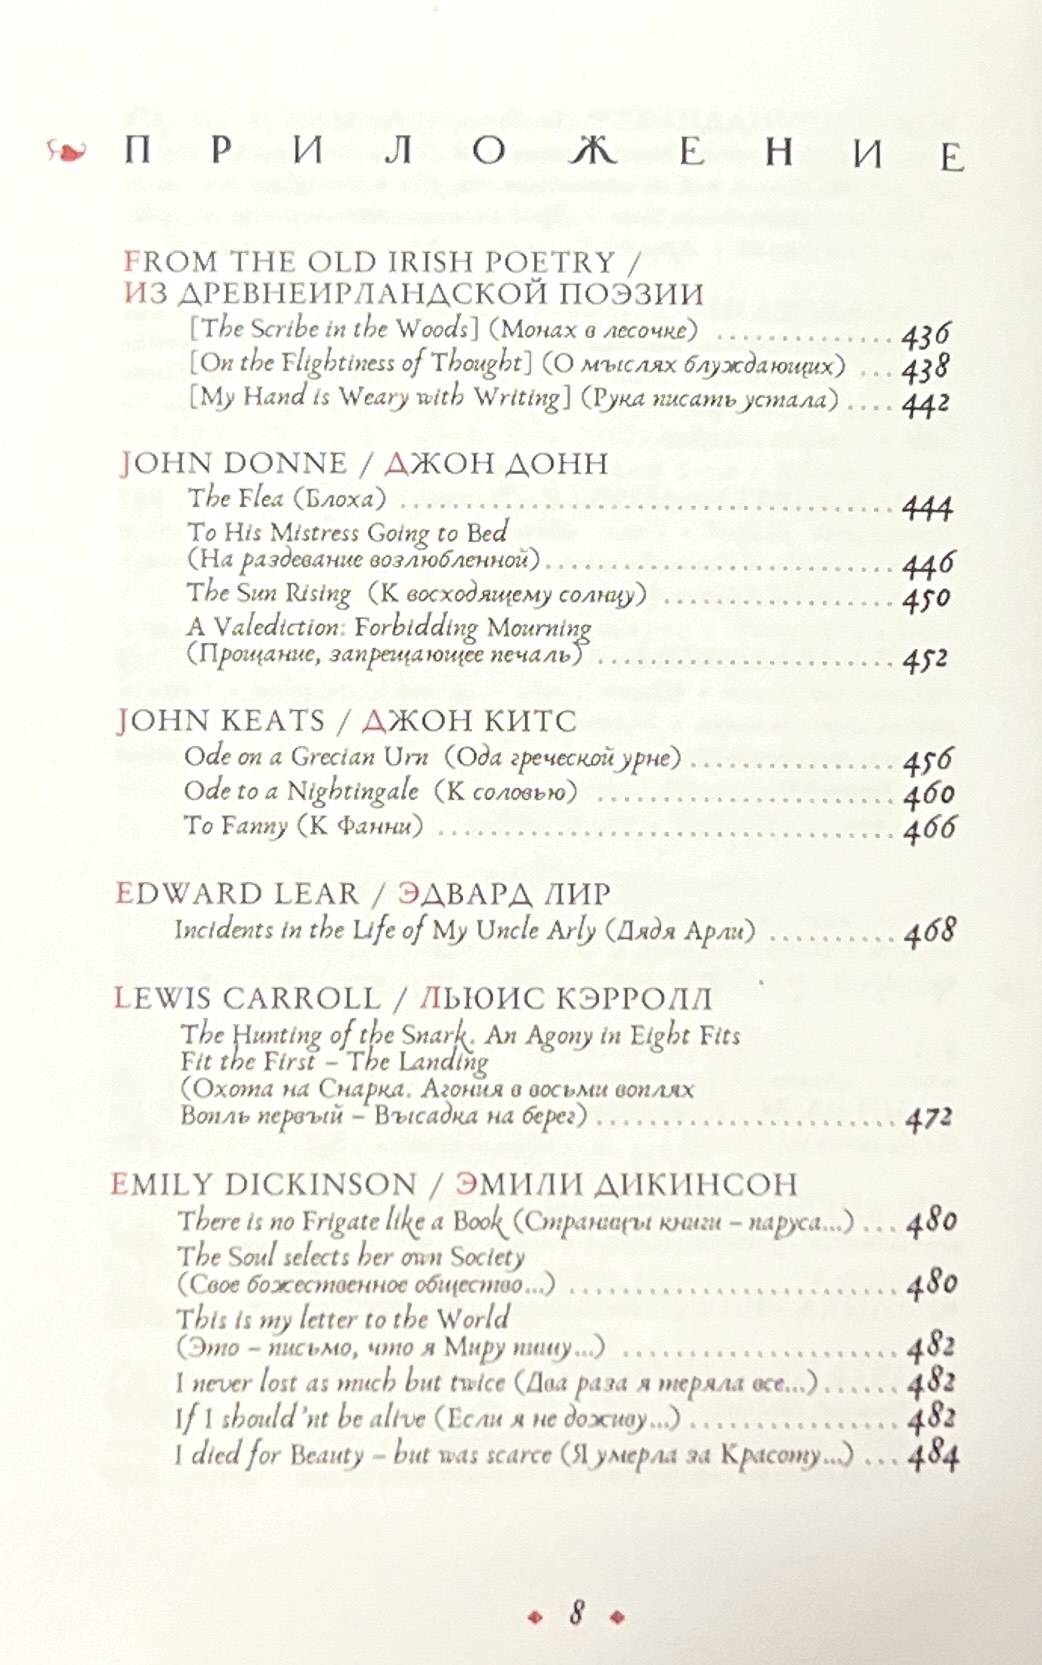 ПРИЛОЖЕНИЕ
FROM THE OLD IRISH POETRY /
ИЗ ДРЕВНЕИРЛАНДСКОЙ ПОЭЗИИ
[The Scribe in the Woods] (Монах в лесочке) .............. 436
[On the Flightiness of Thought] (О мыслях блуждающих) ... 438
[My Hand is Weary with Writing] (Рука писать устала) .... 442
JOHN DONNE / ДЖОН ДОНН
The Flea (Блоха) ........................................ 444
To His Mistress Going to Bed
(На раздевание возлюбленной)............................. 446
The Sun Rising (К восходящему солнцу) ................... 450
A Valediction: Forbidding Mourning
(Прощание, запрещающее печаль) ......................... 452
JOHN KEATS / ДЖОН КИТС
Ode on a Grecian Urn (Ода греческой урне) ................ 456
Ode to a Nightingale (К соловью) ........................ 460
To Fanny (К Фанни) ..................................... 466
EDWARD LEAR / ЭДВАРД ЛИР
Incidents in the Life of My Uncle Arly (Дядя Арли) .......... 468
LEWIS CARROLL / ЛЬЮИС КЭРРОЛЛ
The Hunting of the Snark. An Agony in Eight Fits
Fit the First – The Landing
(Охота на Снарка. Агония в восьми воплях
Вопль первый – Высадка на берег) ........................ 472
EMILY DICKINSON / ЭМИЛИ ДИКИНСОН
There is no Frigate like a Book (Страницы книги – паруса...) ... 480
The Soul selects her own Society
(Свое божественное общество...) .......................... 480
This is my letter to the World
(Это – письмо, что я Миру пишу...) ..................... 482
I never lost as much but twice (Два раза я теряла все...)....... 482
If I should'nt be alive (Если я не доживу...) ................ 482
I died for Beauty – but was scarce (Я умерла за Красоту...) ... 484
8